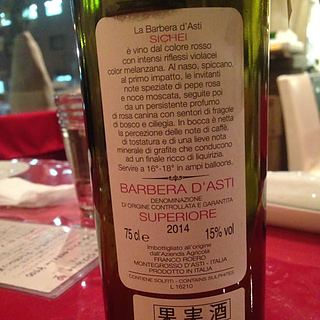 La Barbera d'Asti
SICHEI
è vino dal colore rosso
con intensi riflessi violacei
color melanzana. Al naso, spiccano,
al primo impatto, le invitanti
note speziate di pepe rosa
e noce moscata, seguite poi
da un persistente profumo
di rosa canina con sentori di fragole
di bosco e ciliegia. In bocca è netta
la percezione delle note di caffè,
di tostatura e di una lieve nota
minerale di grafite che conducono
ad un finale ricco di liquirizia.
Servire a 16°-18° in ampi balloons.
BARBERA D'ASTI
DENOMINAZIONE
DI ORIGINE CONTROLLATA E GARANTITA
SUPERIORE
75 cl e 2014 15% vol
Imbottigliato all'origine
dall'Azienda Agricola
FRANCO ROERO
MONTEGROSSO D'ASTI - ITALIA
PRODOTTO IN ITALIA
CONTIENE SOLFITI - CONTAINS SULPHITES
L 16210
果実酒